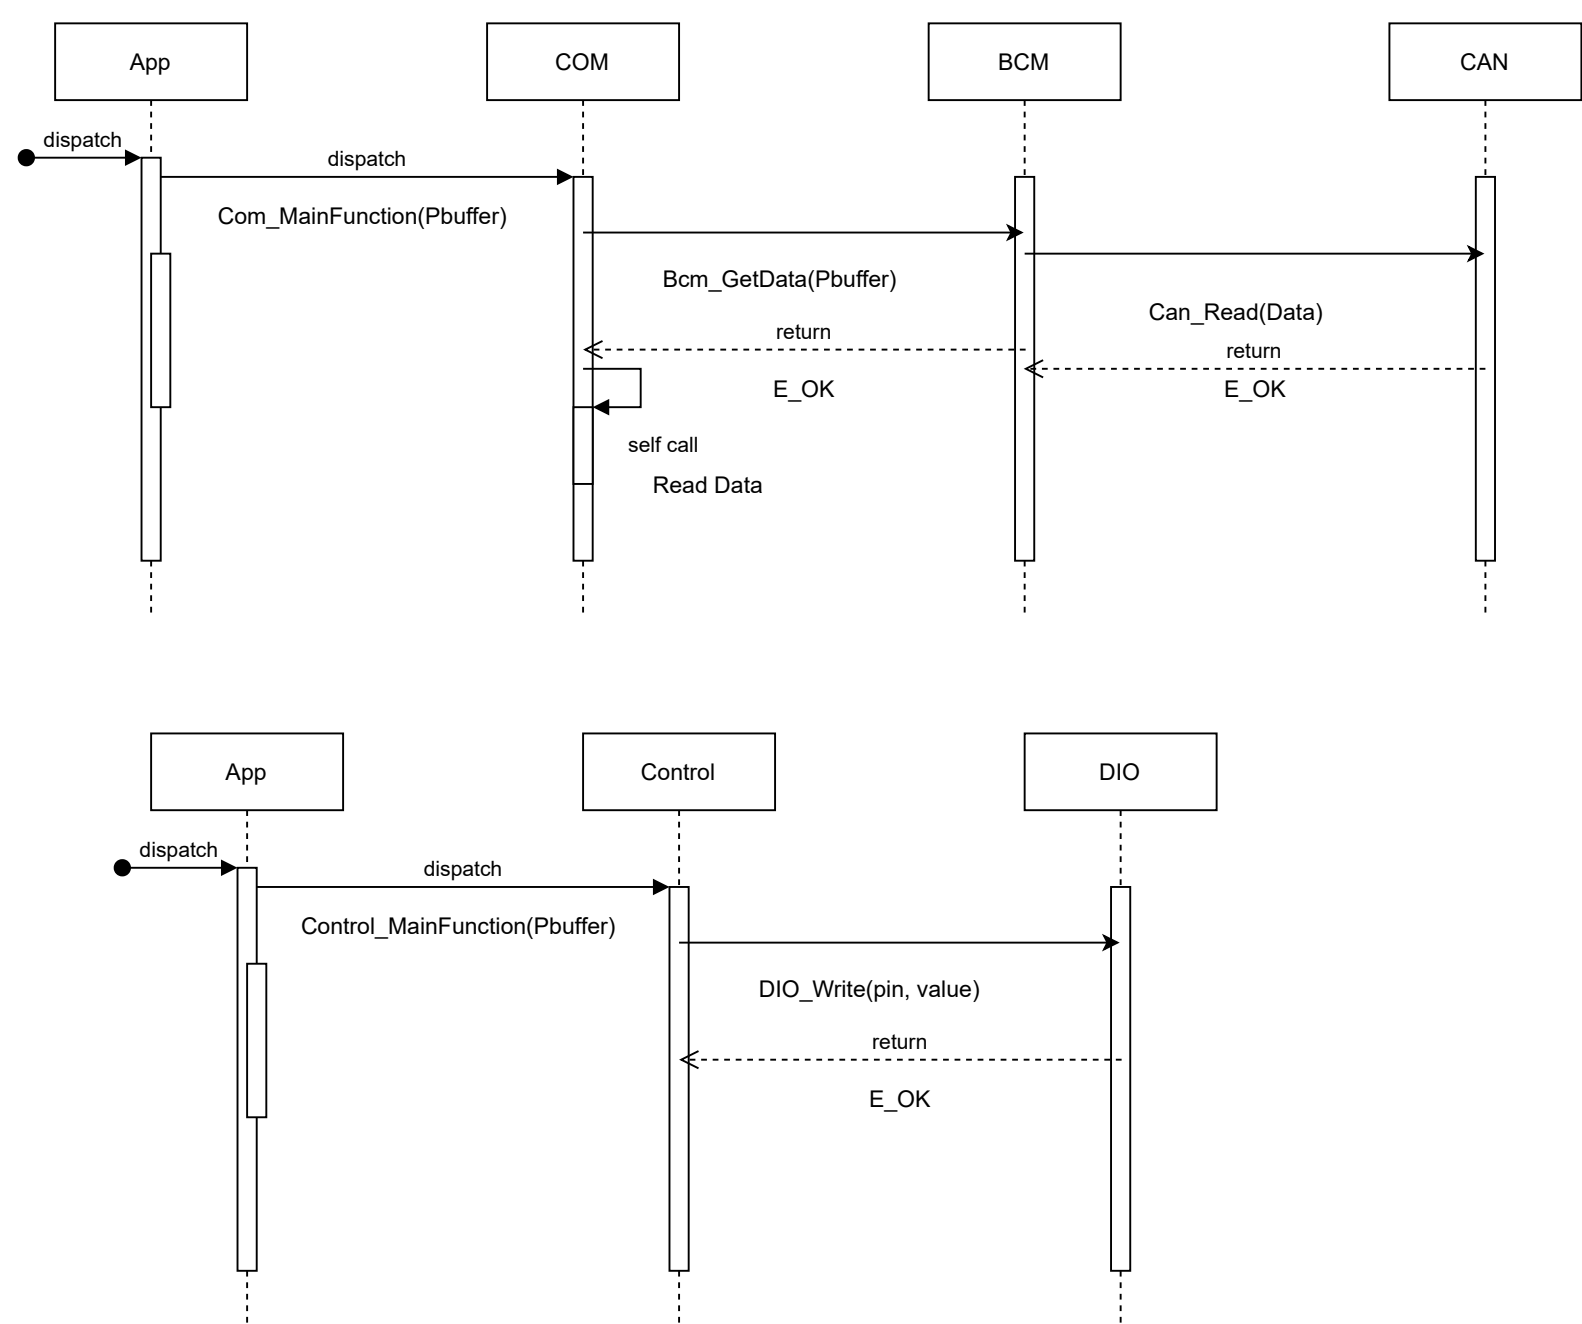 App
COM
BCM
CAN
dispatch
dispatch
Com_MainFunction(Pbuffer)
Bcm_GetData(Pbuffer)
Can_Read(Data)
return
return
E_OK
E_OK
self call
Read Data
App
Control
DIO
dispatch
dispatch
Control_MainFunction(Pbuffer)
DIO_Write(pin, value)
return
E_OK